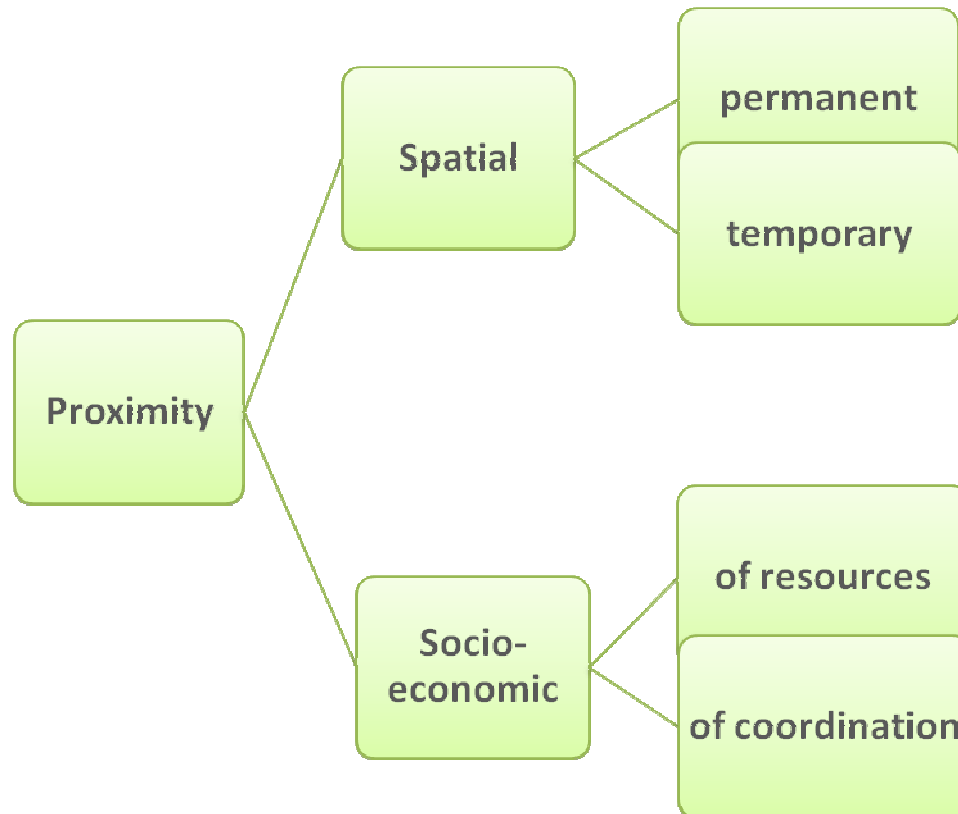 Proximity
Spatial
permanent
temporary
Socio-
economic
of resources
of coordination